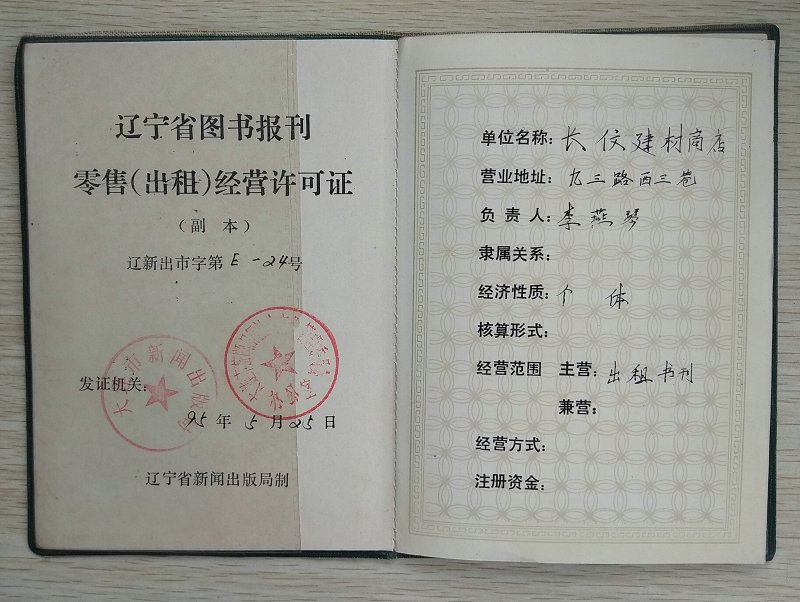 辽宁省图书报刊
零售(出租)经营许可证
(副 本)
辽新出市字第E-24号
发证机关:
95年5月25日
辽宁省新闻出版局制
单位名称:长仪建材商店
营业地址:九三路西三巷
负责人:李燕琴
隶属关系:
经济性质:个体
核算形式:
经营范围 主营:出租书刊
兼营:
经营方式:
注册资金: